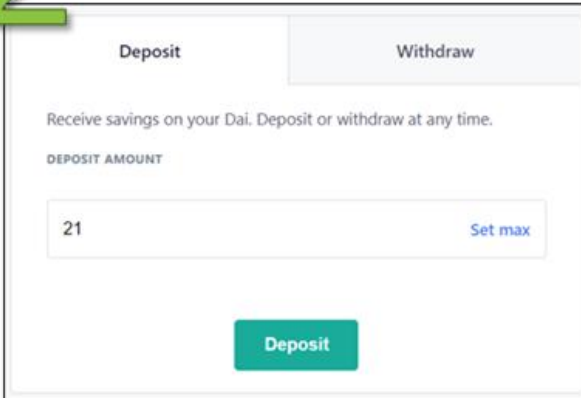 Deposit
Withdraw
Receive savings on your Dai. Deposit or withdraw at any time.
DEPOSIT AMOUNT
21
Set max
Deposit